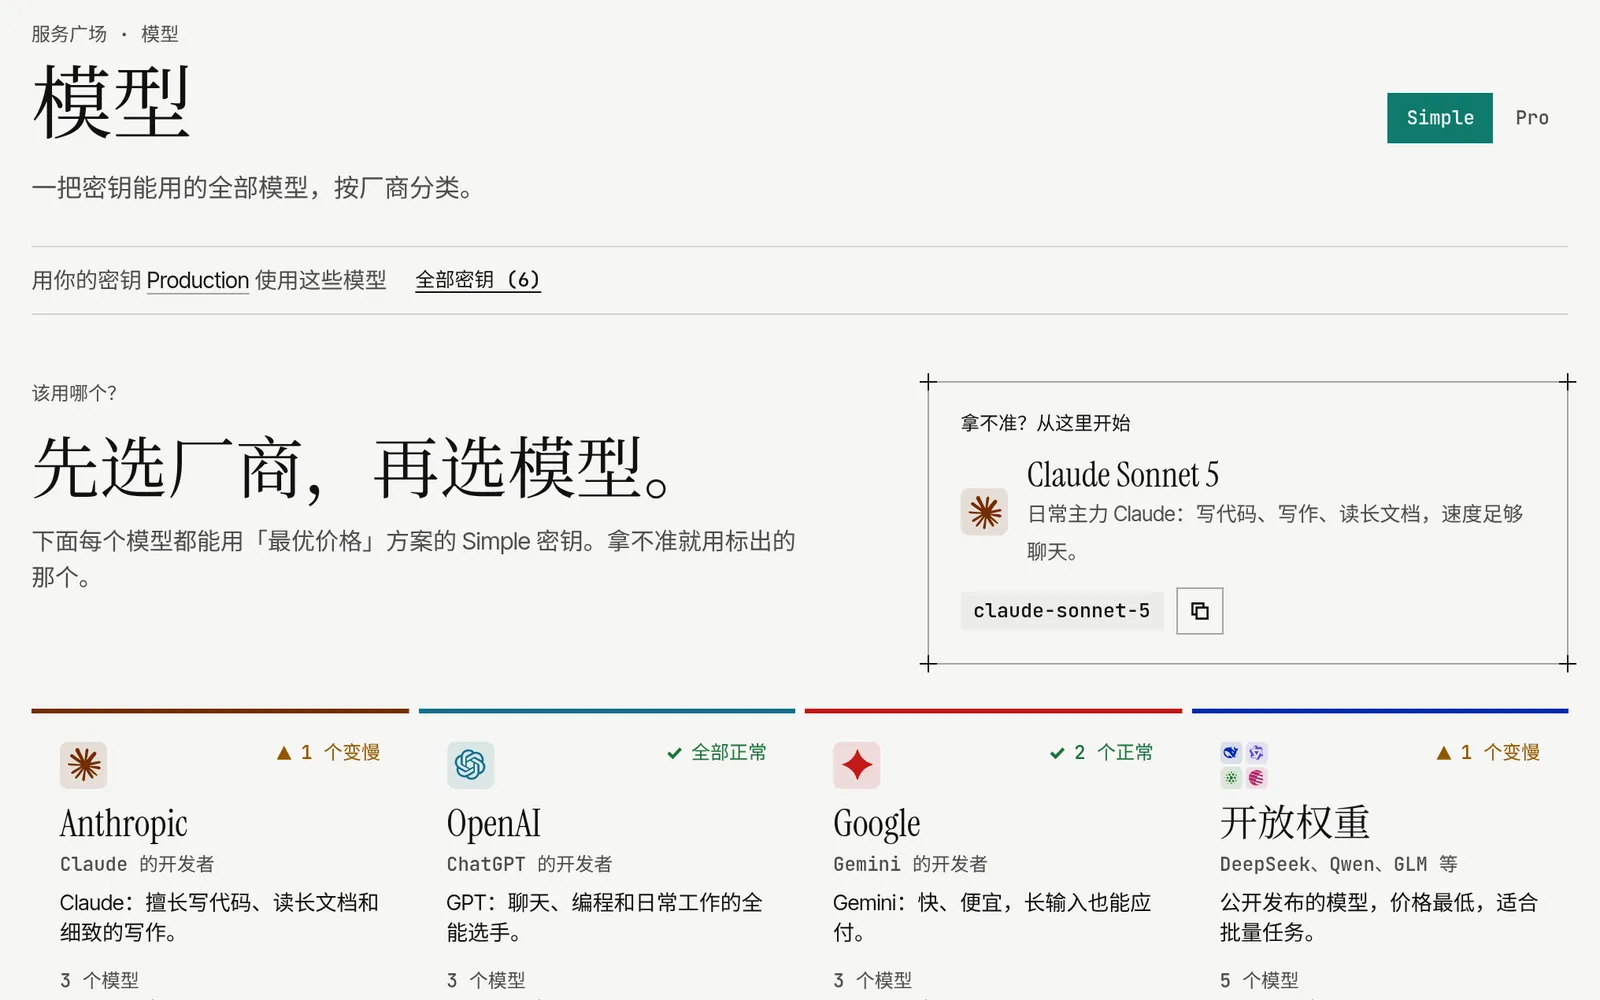 服务广场 · 模型
模型
Simple
Pro
一把密钥能用的全部模型，按厂商分类。
用你的密钥 Production 使用这些模型 全部密钥 (6)
该用哪个？
先选厂商，再选模型。
下面每个模型都能用「最优价格」方案的 Simple 密钥。拿不准就用标出的
那个。
拿不准？从这里开始
Claude Sonnet 5
日常主力 Claude：写代码、写作、读长文档，速度足够
聊天。
claude-sonnet-5
▲ 1 个变慢
Anthropic
Claude 的开发者
Claude：擅长写代码、读长文档和
细致的写作。
3 个模型
✓ 全部正常
OpenAI
ChatGPT 的开发者
GPT：聊天、编程和日常工作的全
能选手。
3 个模型
✓ 2 个正常
Google
Gemini 的开发者
Gemini：快、便宜，长输入也能应
付。
3 个模型
▲ 1 个变慢
开放权重
DeepSeek、Qwen、GLM 等
公开发布的模型，价格最低，适合
批量任务。
5 个模型